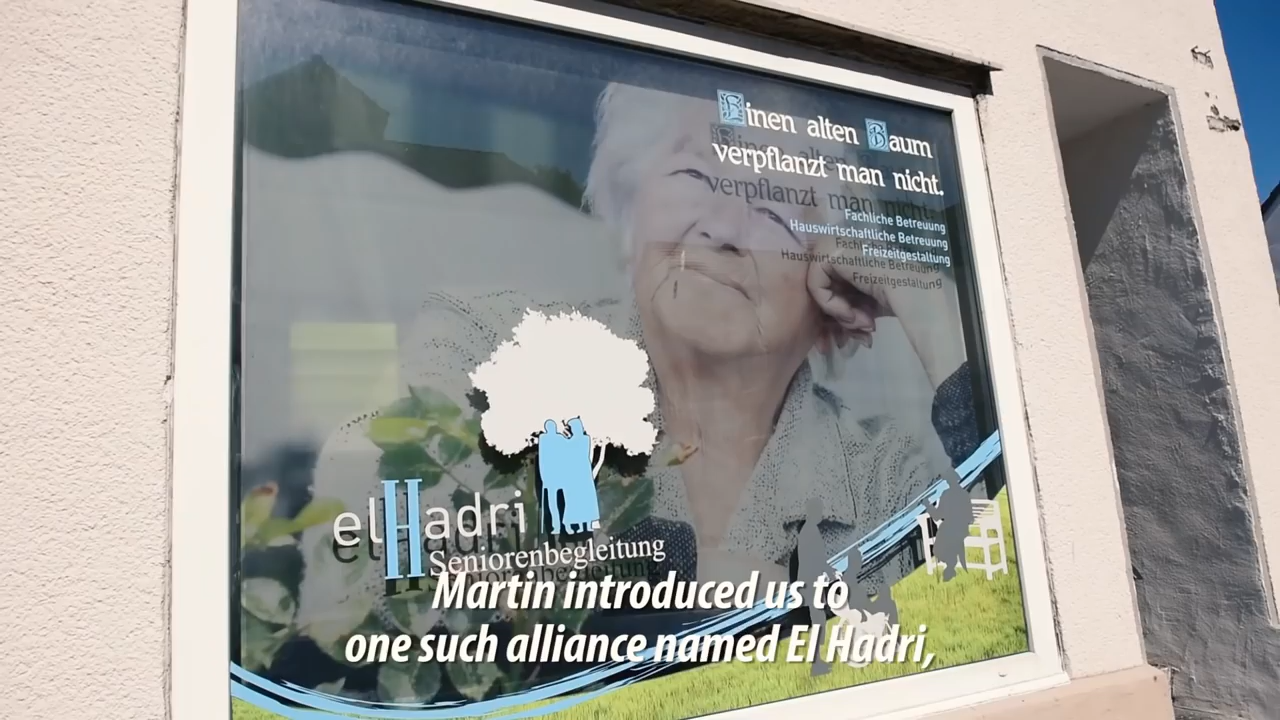 Einen alten Baum
verpflanzt man nicht.
Fachliche Betreuung
Hauswirtschaftliche Betreuung
Freizeitgestaltung
elHadri
Seniorenbegleitung
Martin introduced us to
one such alliance named El Hadri,